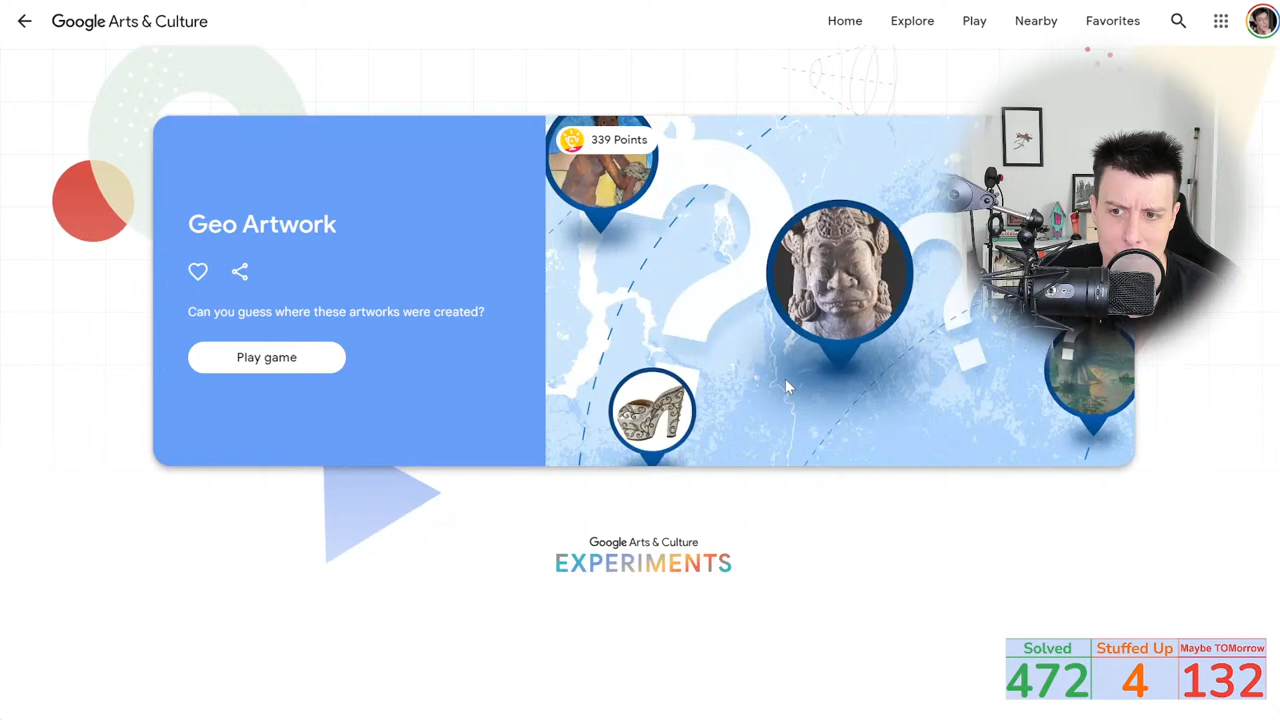 Google Arts & Culture
Home
Explore
Play
Nearby
Favorites
339 Points
Geo Artwork
Can you guess where these artworks were created?
Play game
Google Arts & Culture
EXPERIMENTS
Solved
Stuffed Up
Maybe TOMorrow
472
4
132